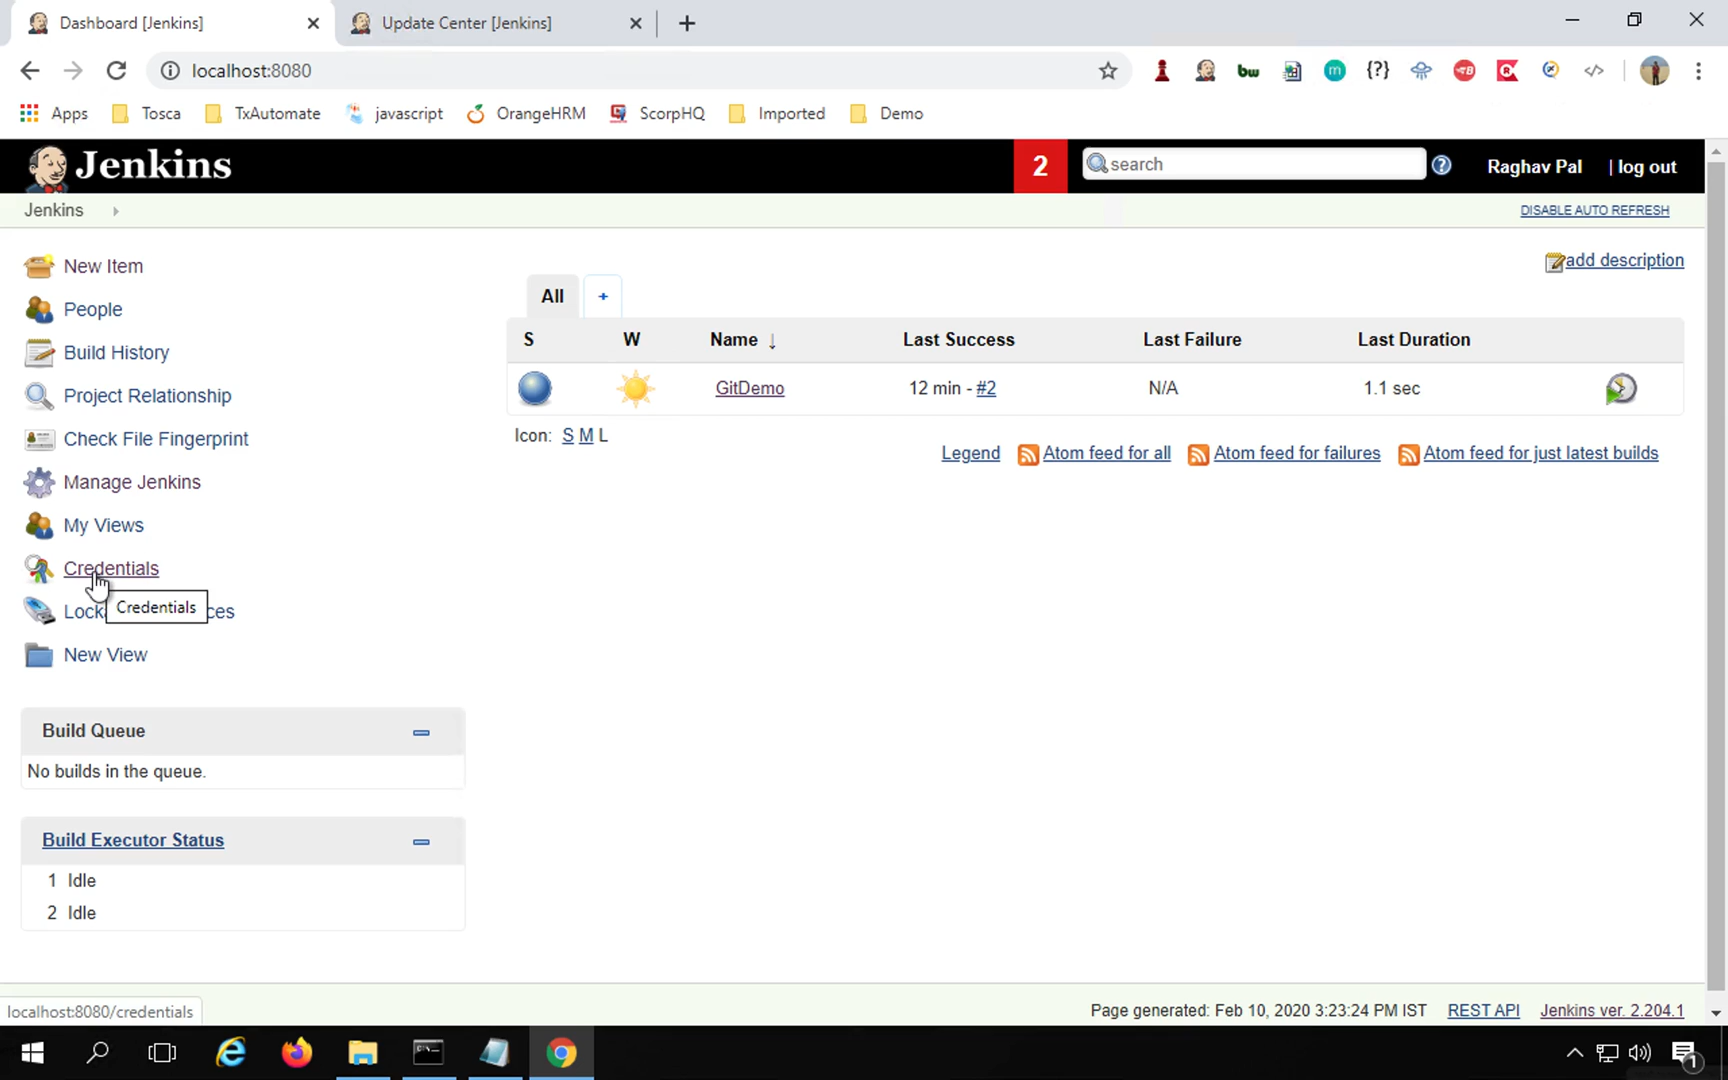 Dashboard [Jenkins]
Update Center [Jenkins]
localhost:8080
bw
m
{?}
B
</>
Apps
Tosca
TxAutomate
javascript
OrangeHRM
ScorpHQ
Imported
Demo
Jenkins
2
search
Raghav Pal
| log out
Jenkins
DISABLE AUTO REFRESH
New Item
People
Build History
Project Relationship
Check File Fingerprint
Manage Jenkins
My Views
Credentials
Credentials
Lock
ces
New View
add description
All
+
S
W
Name ↓
Last Success
Last Failure
Last Duration
GitDemo
12 min - #2
N/A
1.1 sec
Icon: S M L
Legend
Atom feed for all
Atom feed for failures
Atom feed for just latest builds
Build Queue
No builds in the queue.
Build Executor Status
1 Idle
2 Idle
localhost:8080/credentials
Page generated: Feb 10, 2020 3:23:24 PM IST
REST API
Jenkins ver. 2.204.1
1